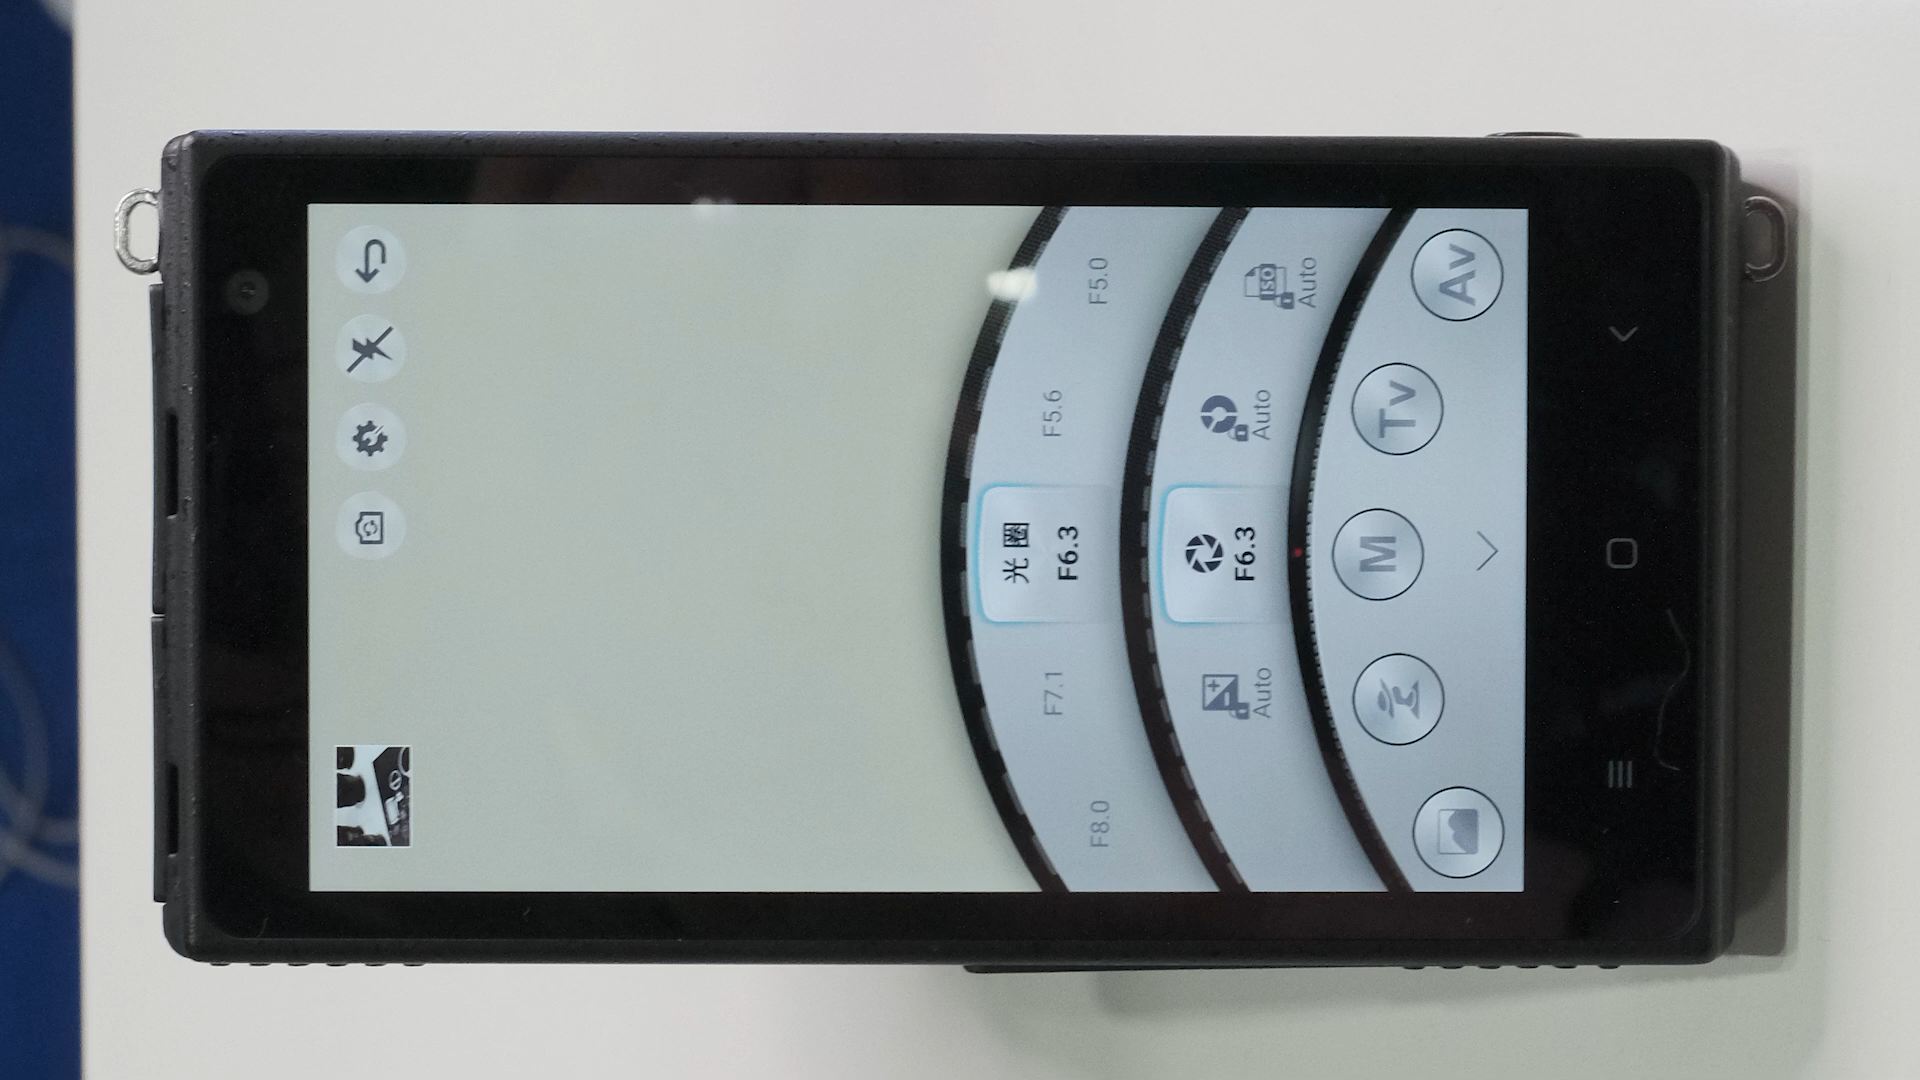 光圈
F8.0 F7.1 F6.3 F5.6 F5.0
ISO
Auto F6.3 Auto Auto
M Tv Av